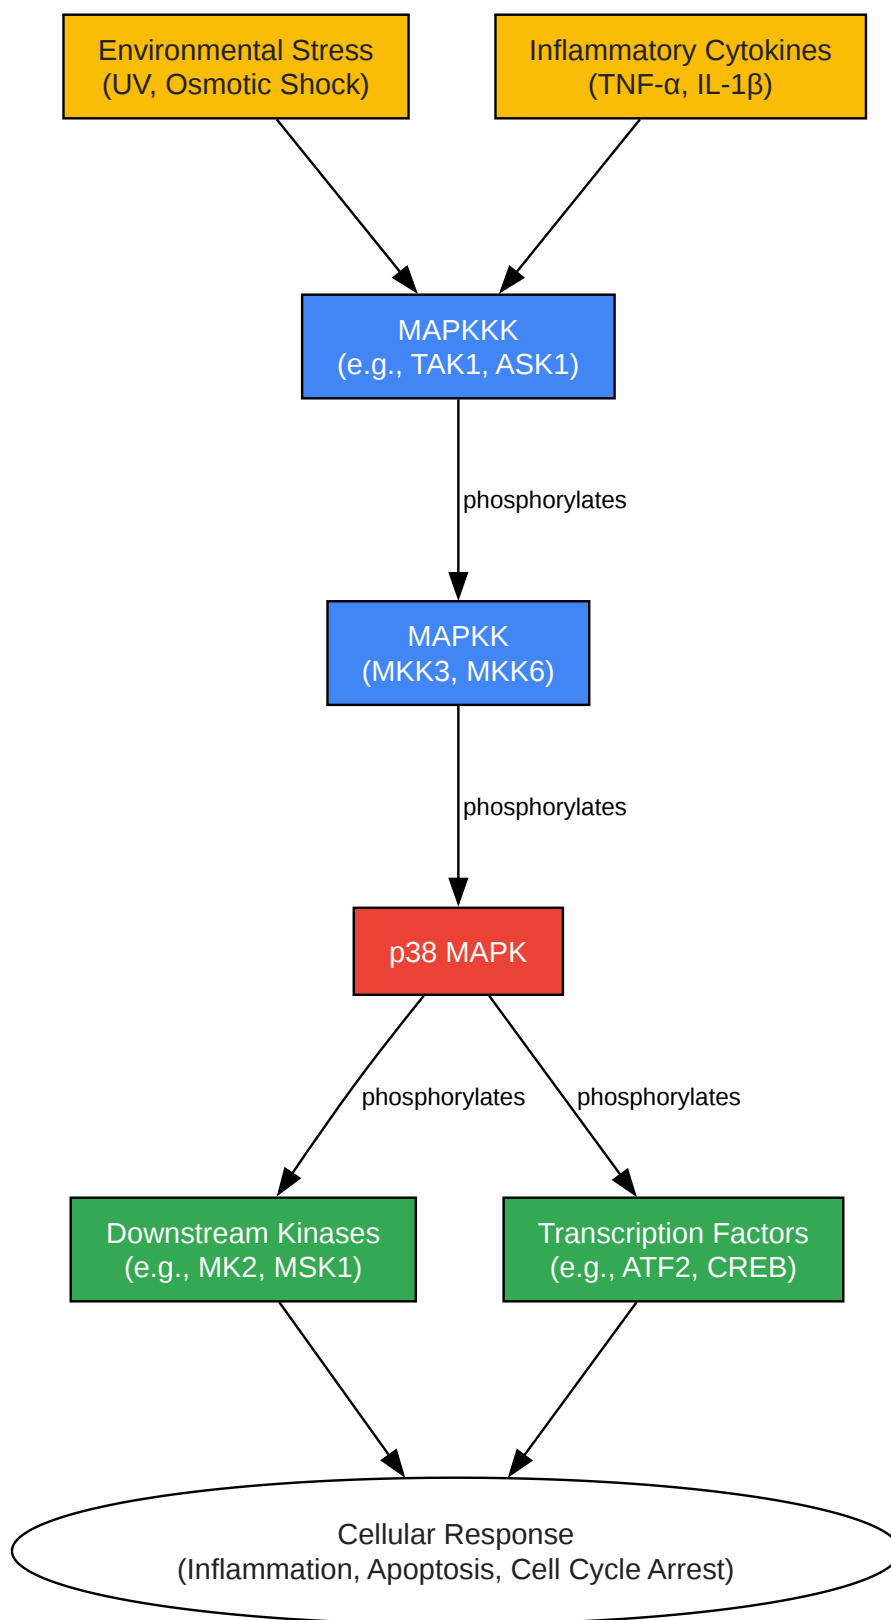 Environmental Stress
(UV, Osmotic Shock)
Inflammatory Cytokines
(TNF-α, IL-1β)
MAPKKK
(e.g., TAK1, ASK1)
phosphorylates
MAPKK
(MKK3, MKK6)
phosphorylates
p38 MAPK
phosphorylates
phosphorylates
Downstream Kinases
(e.g., MK2, MSK1)
Transcription Factors
(e.g., ATF2, CREB)
Cellular Response
(Inflammation, Apoptosis, Cell Cycle Arrest)